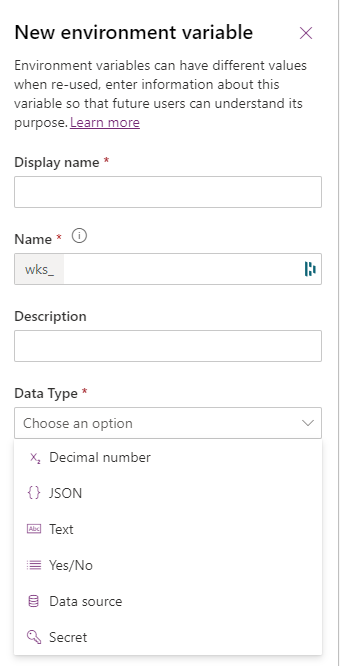 New environment variable
Environment variables can have different values
when re-used, enter information about this
variable so that future users can understand its
purpose. Learn more
Display name *
Name *
wks_
Description
Data Type *
Choose an option
x₂ Decimal number
{} JSON
Abc Text
Yes/No
Data source
Secret